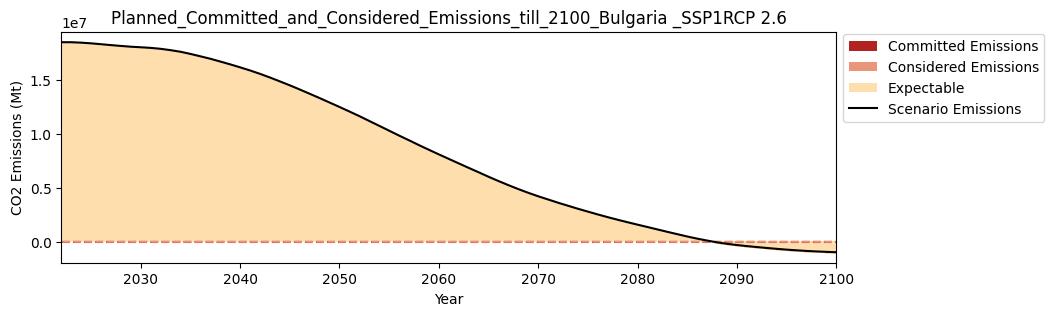 Planned_Committed_and_Considered_Emissions_till_2100_Bulgaria _SSP1RCP 2.6
1e7
CO2 Emissions (Mt)
1.5
1.0
0.5
0.0
2030 2040 2050 2060 2070 2080 2090 2100
Year
Committed Emissions
Considered Emissions
Expectable
Scenario Emissions